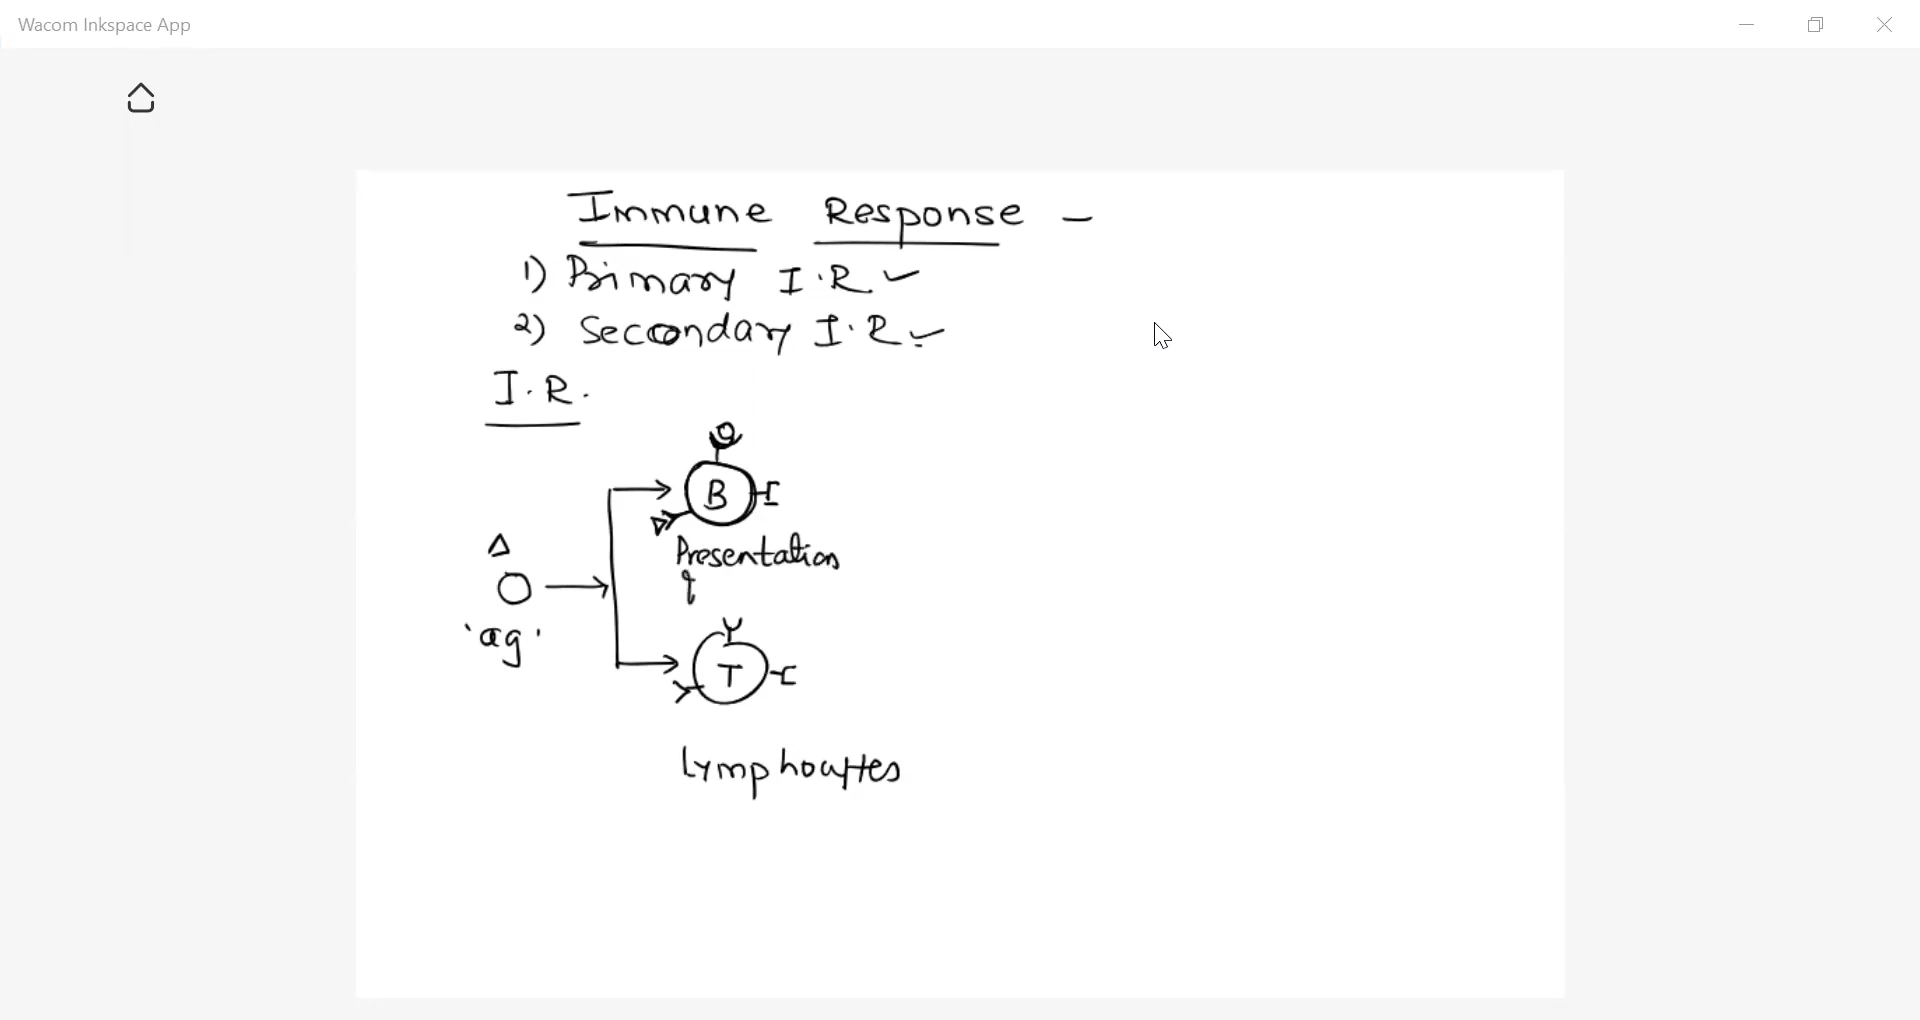 Wacom Inkspace App
Immune Response –
1) Primary I.R ✓
2) Secondary I.R ✓
I.R.
B
Presentation
'ag'
T
Lymphocytes